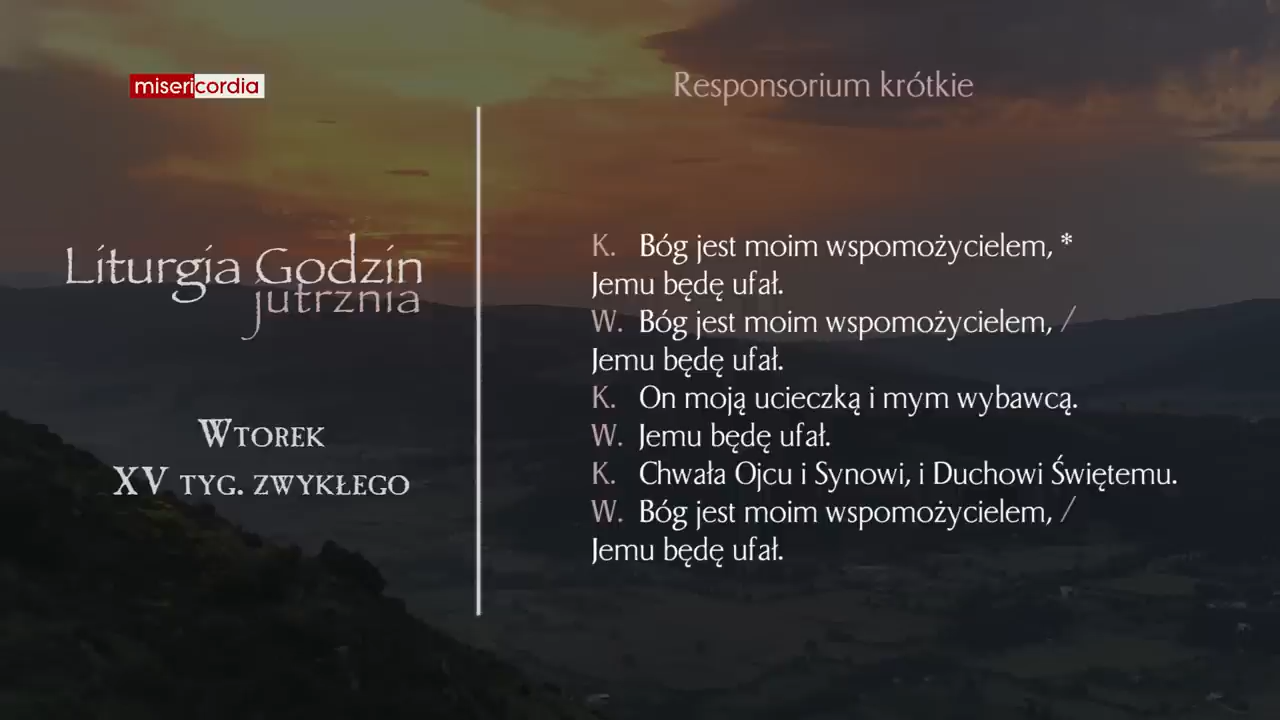 misericordia
Liturgia Godzin
jutrznia
Wtorek
XV tyg. zwykłego
Responsorium krótkie
K. Bóg jest moim wspomożycielem, *
Jemu będę ufał.
W. Bóg jest moim wspomożycielem, /
Jemu będę ufał.
K. On moją ucieczką i mym wybawcą.
W. Jemu będę ufał.
K. Chwała Ojcu i Synowi, i Duchowi Świętemu.
W. Bóg jest moim wspomożycielem, /
Jemu będę ufał.